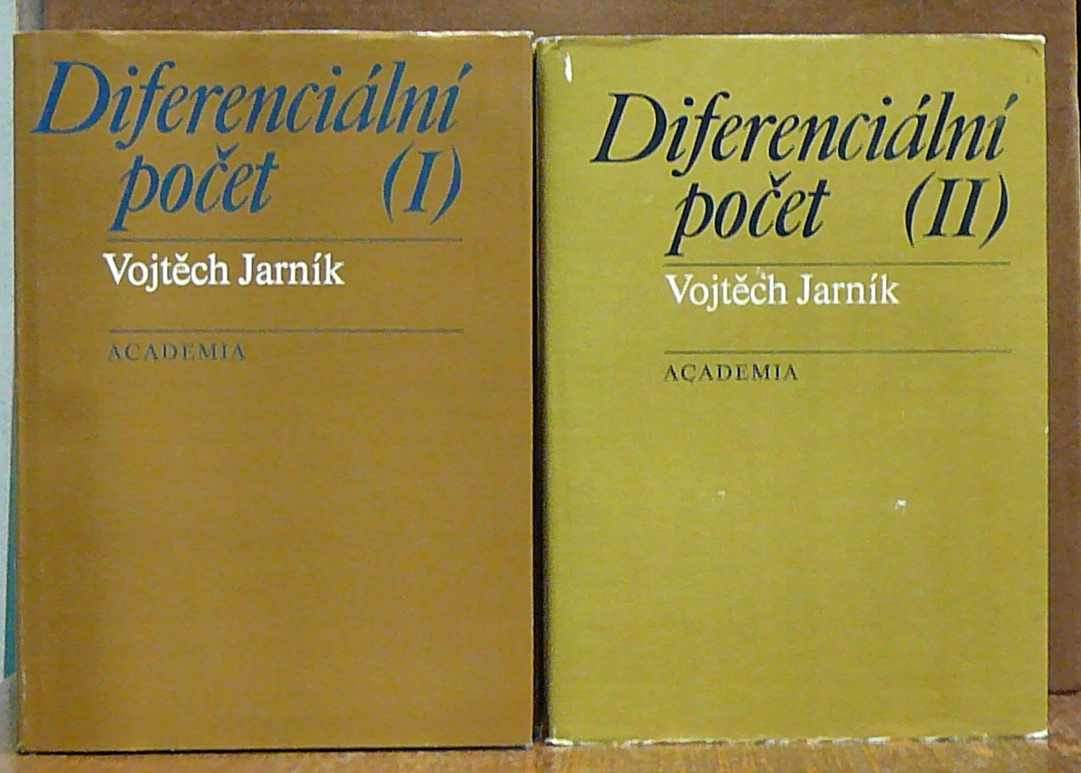 Diferenciální
počet (I)
Vojtěch Jarník
ACADEMIA
Diferenciální
počet (II)
Vojtěch Jarník
ACADEMIA